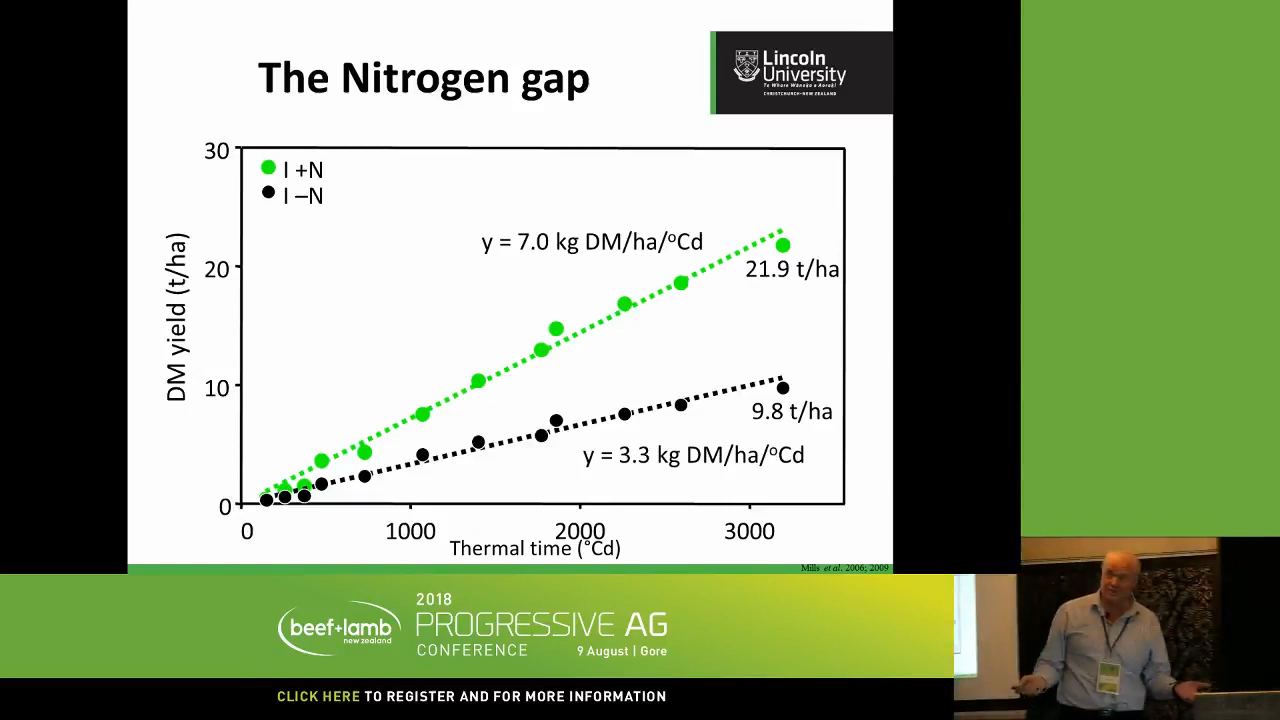 The Nitrogen gap
Lincoln
University
Te Whare Wānaka o Aoraki
CHRISTCHURCH•NEW ZEALAND
30
I +N
I –N
y = 7.0 kg DM/ha/°Cd
20
21.9 t/ha
DM yield (t/ha)
10
9.8 t/ha
y = 3.3 kg DM/ha/°Cd
0
0 1000 2000 3000
Thermal time (°Cd)
Mills et al. 2006; 2009
beef+lamb
new zealand
2018
PROGRESSIVE AG
CONFERENCE 9 August | Gore
CLICK HERE TO REGISTER AND FOR MORE INFORMATION